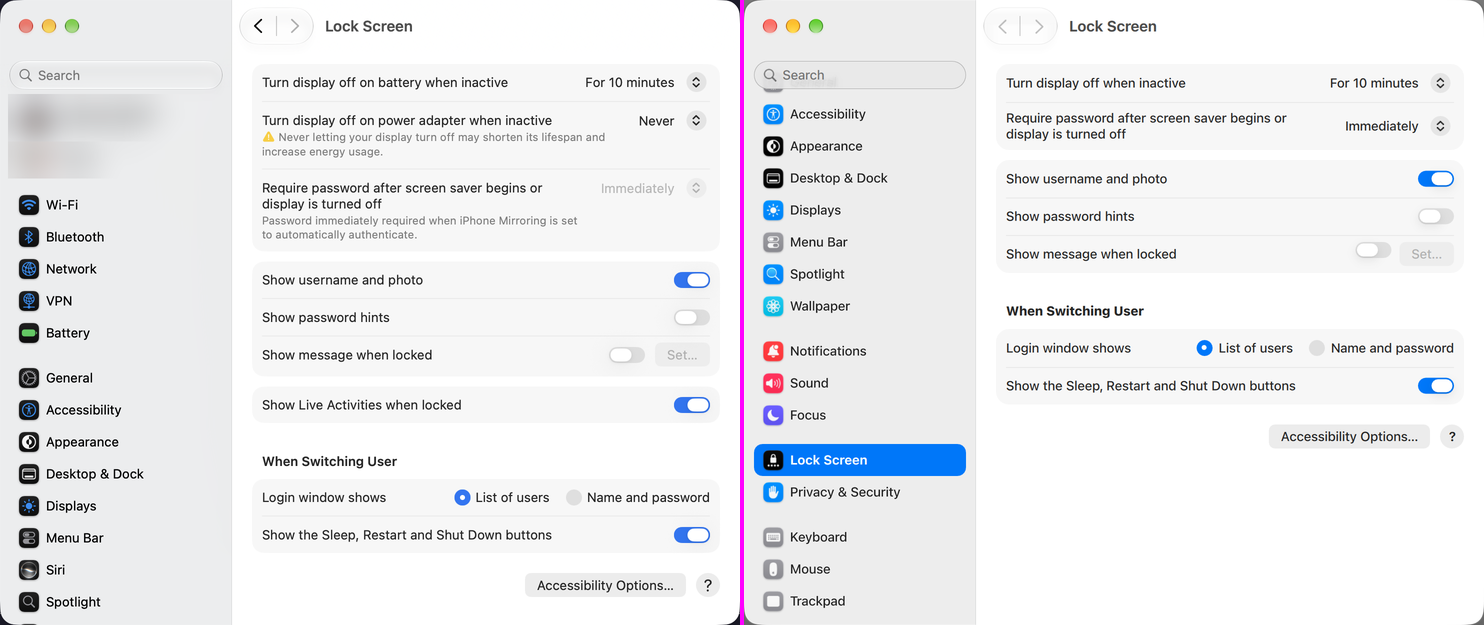 Lock Screen
Search
Wi-Fi
Bluetooth
Network
VPN
Battery
General
Accessibility
Appearance
Desktop & Dock
Displays
Menu Bar
Siri
Spotlight
Turn display off on battery when inactive
For 10 minutes
Turn display off on power adapter when inactive
Never
Never letting your display turn off may shorten its lifespan and
increase energy usage.
Require password after screen saver begins or
display is turned off
Immediately
Password immediately required when iPhone Mirroring is set
to automatically authenticate.
Show username and photo
Show password hints
Show message when locked
Set...
Show Live Activities when locked
When Switching User
Login window shows
List of users
Name and password
Show the Sleep, Restart and Shut Down buttons
Accessibility Options...
?
Lock Screen
Search
Accessibility
Appearance
Desktop & Dock
Displays
Menu Bar
Spotlight
Wallpaper
Notifications
Sound
Focus
Lock Screen
Privacy & Security
Keyboard
Mouse
Trackpad
Turn display off when inactive
For 10 minutes
Require password after screen saver begins or
display is turned off
Immediately
Show username and photo
Show password hints
Show message when locked
Set...
When Switching User
Login window shows
List of users
Name and password
Show the Sleep, Restart and Shut Down buttons
Accessibility Options...
?